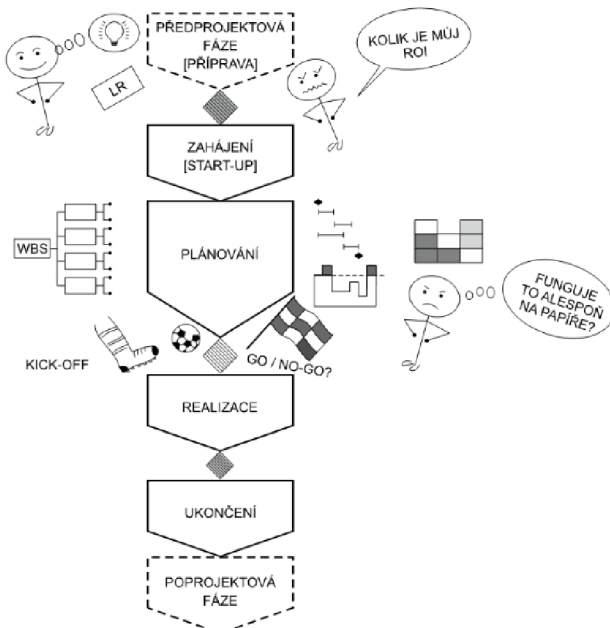 PŘEDPROJEKTOVÁ
FÁZE
[PŘÍPRAVA]
LR
KOLIK JE MŮJ
ROI
ZAHÁJENÍ
[START-UP]
WBS
PLÁNOVÁNÍ
FUNGUJE
TO ALESPOŇ
NA PAPÍŘE?
KICK-OFF
GO / NO-GO?
REALIZACE
UKONČENÍ
POPROJEKTOVÁ
FÁZE